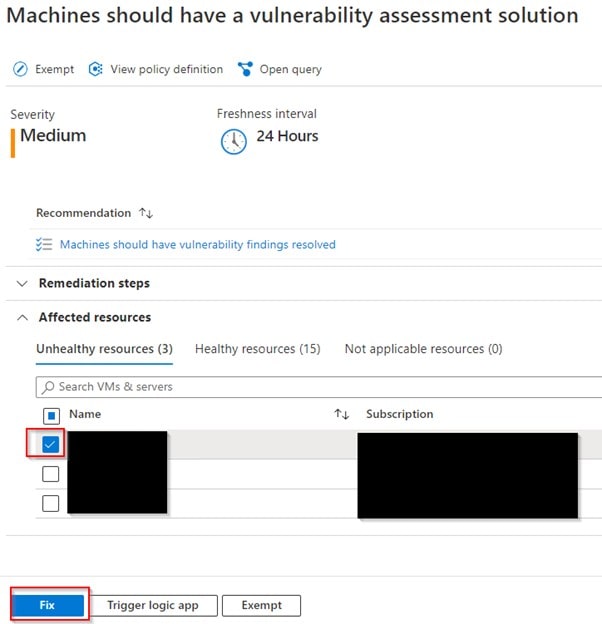 Machines should have a vulnerability assessment solution
Exempt View policy definition Open query
Severity Freshness interval
Medium 24 Hours
Recommendation ↑↓
Machines should have vulnerability findings resolved
Remediation steps
Affected resources
Unhealthy resources (3) Healthy resources (15) Not applicable resources (0)
Search VMs & servers
Name ↑↓ Subscription
Fix Trigger logic app Exempt